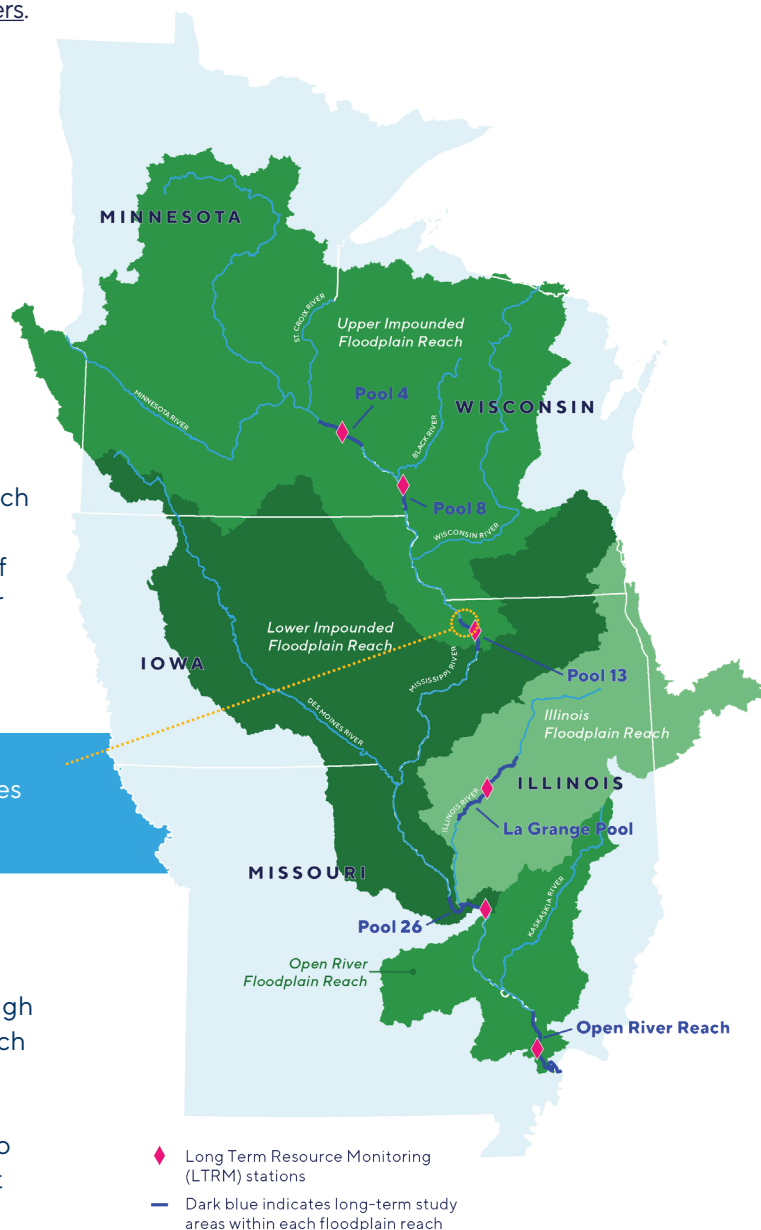 ers.
MINNESOTA
ST. CROIX RIVER
Upper Impounded
Floodplain Reach
Pool 4
WISCONSIN
MINNESOTA RIVER
BLACK RIVER
ch
Pool 8
WISCONSIN RIVER
f
r
Lower Impounded
Floodplain Reach
IOWA
MISSISSIPPI RIVER
Pool 13
DES MOINES RIVER
Illinois
Floodplain Reach
es
ILLINOIS
ILLINOIS RIVER
La Grange Pool
MISSOURI
KASKASKIA RIVER
Pool 26
Open River
Floodplain Reach
gh
Open River Reach
ch
o
t
Long Term Resource Monitoring
(LTRM) stations
Dark blue indicates long-term study
areas within each floodplain reach